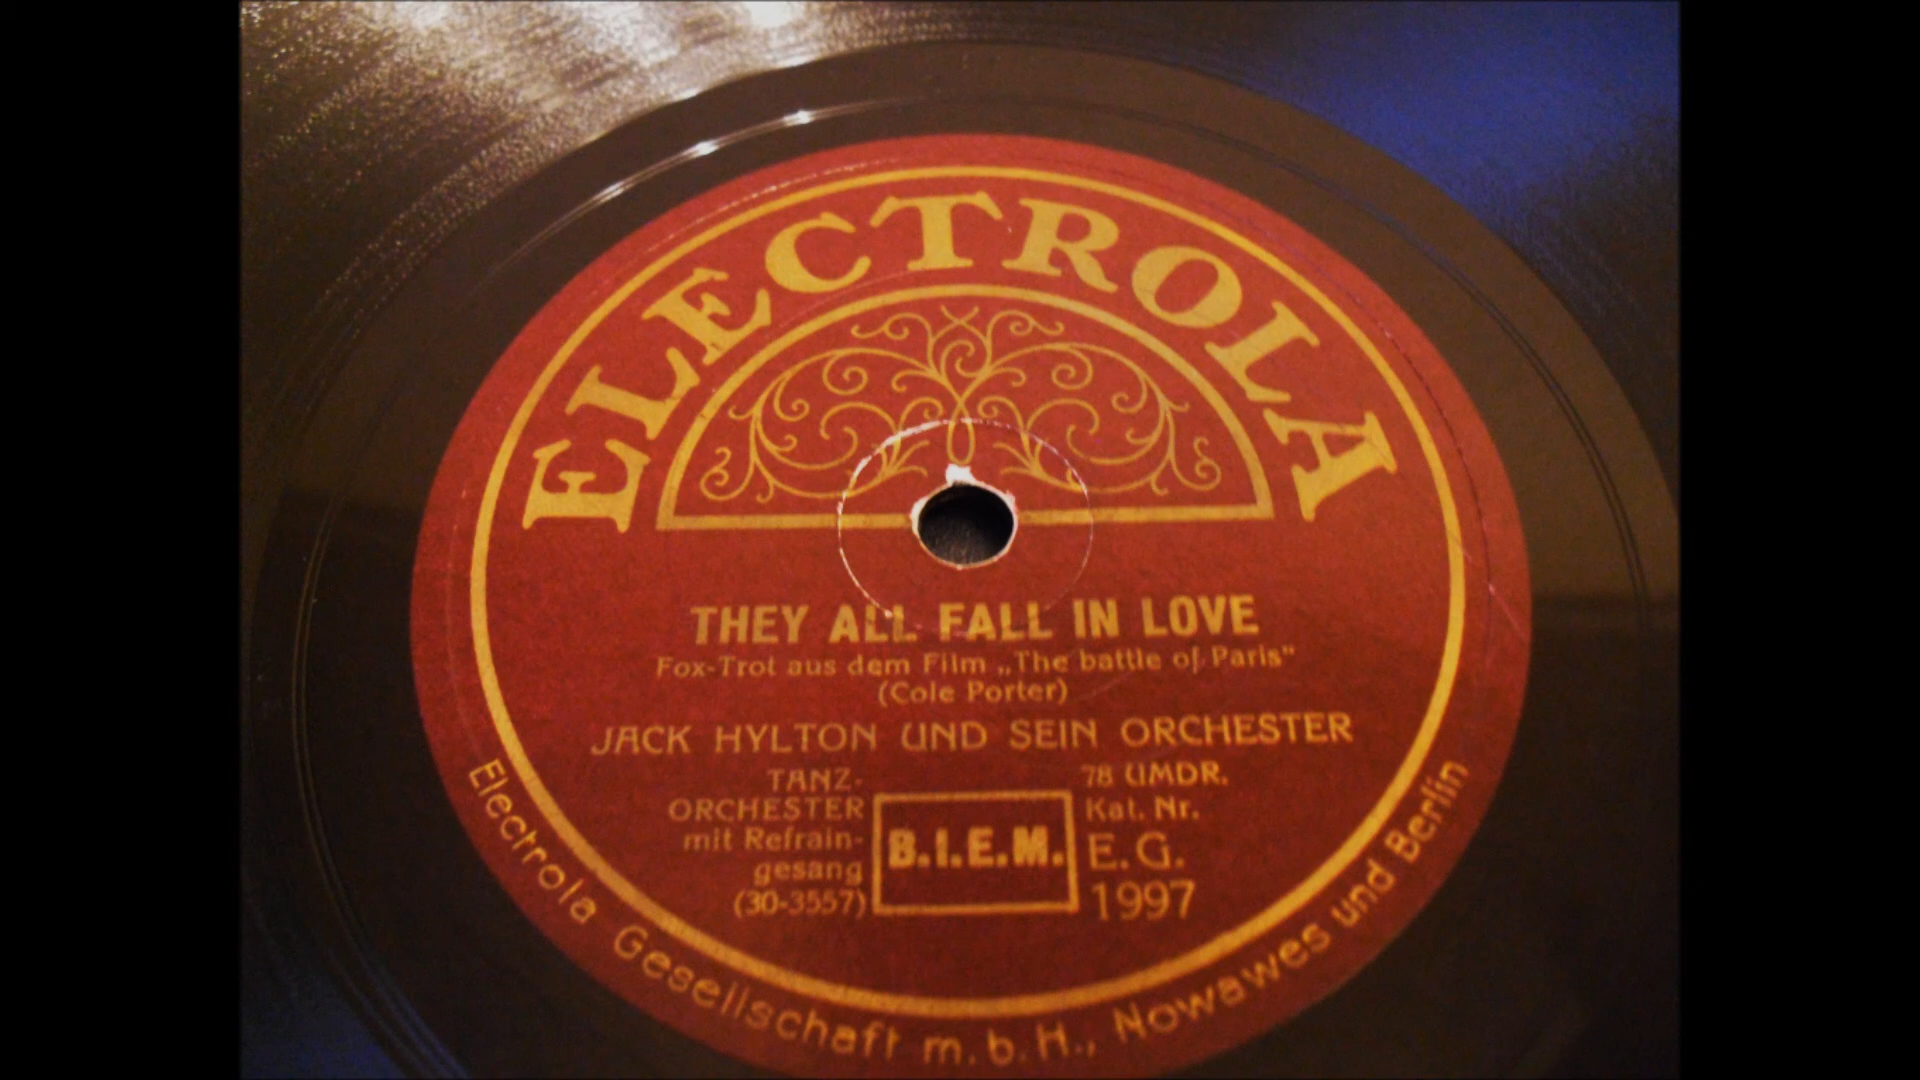 ELECTROLA
THEY ALL FALL IN LOVE
Fox-Trot aus dem Film „The battle of Paris"
(Cole Porter)
JACK HYLTON UND SEIN ORCHESTER
TANZ-
ORCHESTER
mit Refrain-
gesang
(30-3557)
B.I.E.M.
78 UMDR.
Kat. Nr.
E.G.
1997
Electrola Gesellschaft m.b.H., Nowawes und Berlin